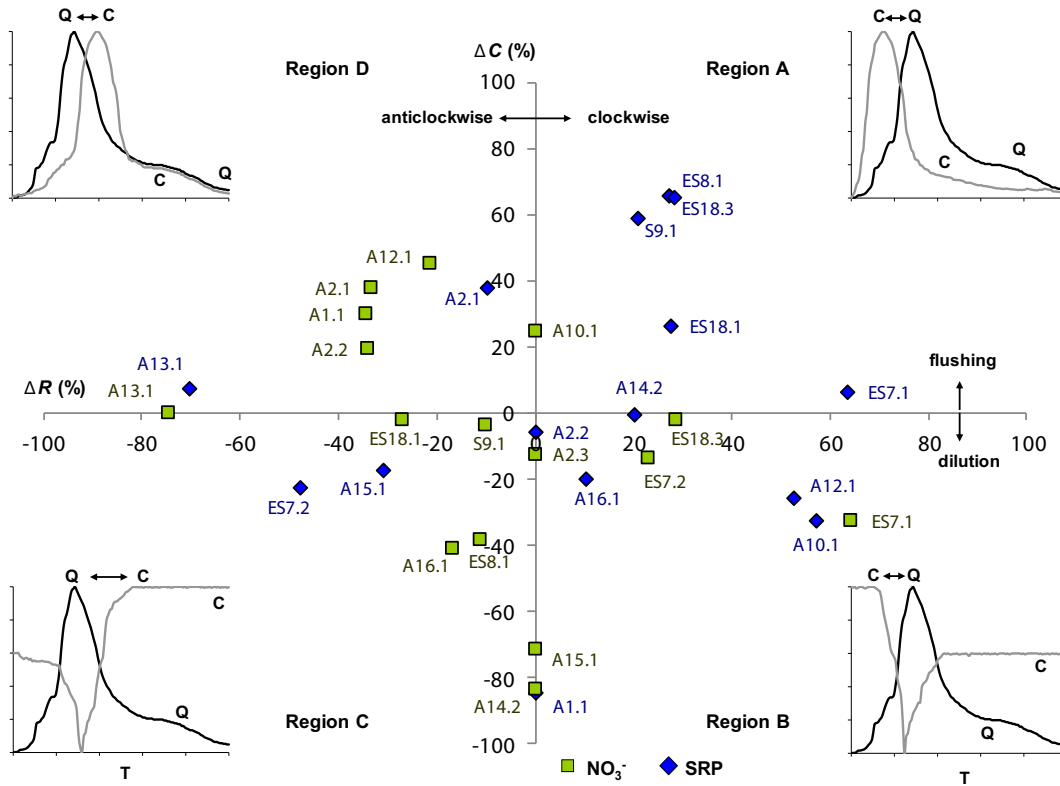 Q C
C Q
Δ C (%)
Region D
Region A
100
anticlockwise
clockwise
80
C
Q
C
Q
ES8.1
ES18.3
S9.1
60
A12.1
A2.1
A2.1
40
A1.1
A10.1
ES18.1
A2.2
20
flushing
A13.1
A14.2
ES7.1
Δ R (%)
A13.1
0
-100
-80
-60
-40
-20
0
20
40
60
80
100
ES18.1
S9.1
A2.2
ES18.3
A2.3
dilution
A15.1
-20
ES7.2
ES7.2
A16.1
A12.1
ES7.1
A16.1
ES8.1
-40
A10.1
Q C
C Q
C
-60
A15.1
C
-80
Q
A14.2
A1.1
Q
Region C
Region B
-100
T
NO3-
SRP
T